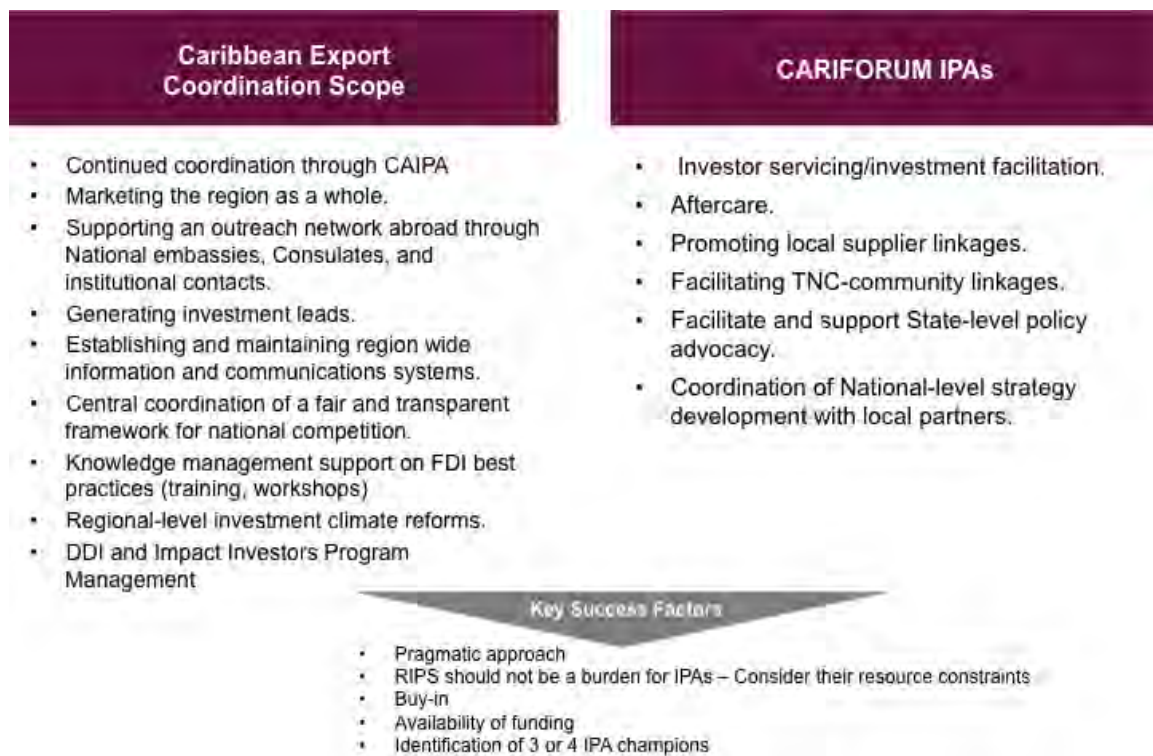 Caribbean Export
Coordination Scope
• Continued coordination through CAIPA
• Marketing the region as a whole.
• Supporting an outreach network abroad through
National embassies, Consulates, and
institutional contacts.
• Generating investment leads.
• Establishing and maintaining region wide
information and communications systems.
• Central coordination of a fair and transparent
framework for national competition.
• Knowledge management support on FDI best
practices (training, workshops)
• Regional-level investment climate reforms.
• DDI and Impact Investors Program
Management
CARIFORUM IPAs
• Investor servicing/investment facilitation.
• Aftercare.
• Promoting local supplier linkages.
• Facilitating TNC-community linkages.
• Facilitate and support State-level policy
advocacy.
• Coordination of National-level strategy
development with local partners.
Key Success Factors
• Pragmatic approach
• RIPS should not be a burden for IPAs – Consider their resource constraints
• Buy-in
• Availability of funding
• Identification of 3 or 4 IPA champions